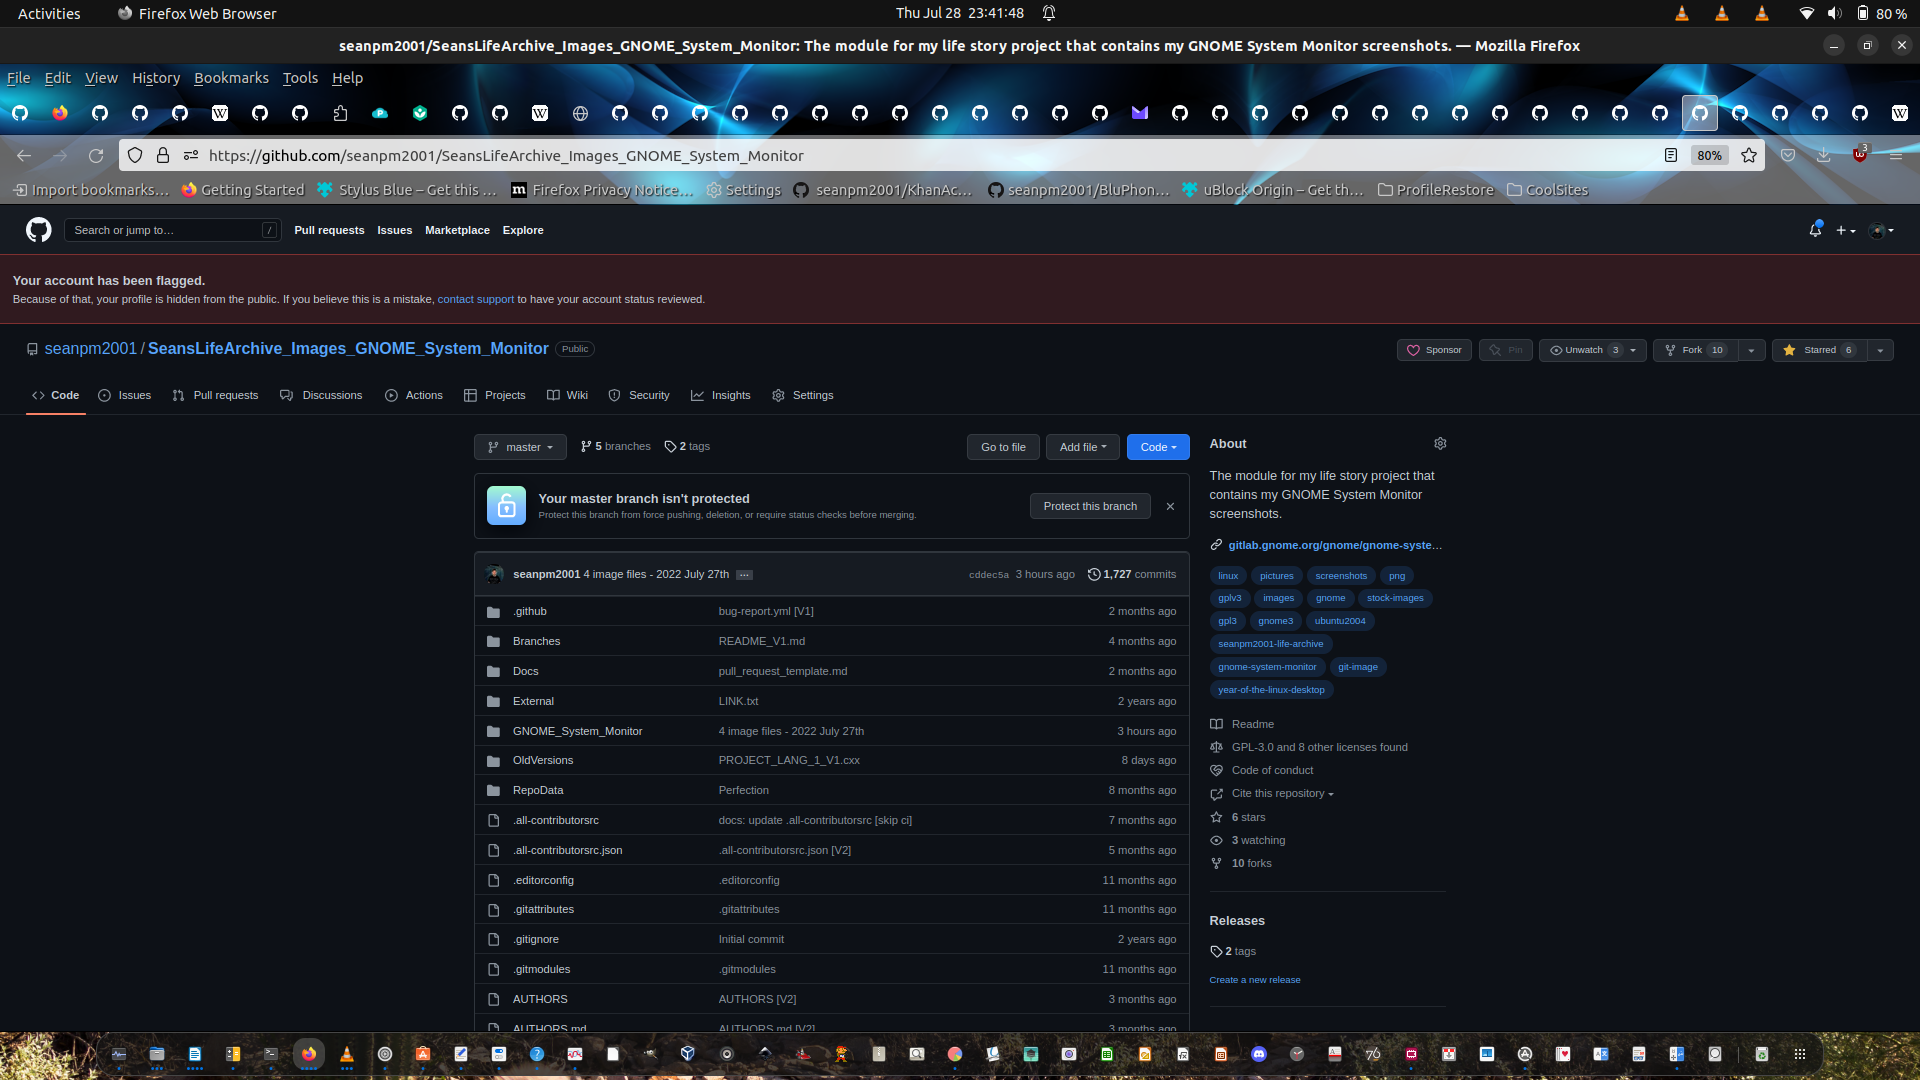 Activities
Firefox Web Browser
Thu Jul 28 23:41:48
80 %
seanpm2001/SeansLifeArchive_Images_GNOME_System_Monitor: The module for my life story project that contains my GNOME System Monitor screenshots. — Mozilla Firefox
File Edit View History Bookmarks Tools Help
https://github.com/seanpm2001/SeansLifeArchive_Images_GNOME_System_Monitor
80%
3
Import bookmarks… Getting Started Stylus Blue – Get this … Firefox Privacy Notice… Settings seanpm2001/KhanAc… seanpm2001/BluPhon… uBlock Origin – Get th… ProfileRestore CoolSites
Search or jump to… /
Pull requests Issues Marketplace Explore
Your account has been flagged.
Because of that, your profile is hidden from the public. If you believe this is a mistake, contact support to have your account status reviewed.
seanpm2001 / SeansLifeArchive_Images_GNOME_System_Monitor Public
Sponsor Pin Unwatch 3 Fork 10 Starred 6
Code Issues Pull requests Discussions Actions Projects Wiki Security Insights Settings
master 5 branches 2 tags
Go to file Add file Code
Your master branch isn't protected
Protect this branch from force pushing, deletion, or require status checks before merging.
Protect this branch
seanpm2001 4 image files - 2022 July 27th … cddec5a 3 hours ago 1,727 commits
.github bug-report.yml [V1] 2 months ago
Branches README_V1.md 4 months ago
Docs pull_request_template.md 2 months ago
External LINK.txt 2 years ago
GNOME_System_Monitor 4 image files - 2022 July 27th 3 hours ago
OldVersions PROJECT_LANG_1_V1.cxx 8 days ago
RepoData Perfection 8 months ago
.all-contributorsrc docs: update .all-contributorsrc [skip ci] 7 months ago
.all-contributorsrc.json .all-contributorsrc.json [V2] 5 months ago
.editorconfig .editorconfig 11 months ago
.gitattributes .gitattributes 11 months ago
.gitignore Initial commit 2 years ago
.gitmodules .gitmodules 11 months ago
AUTHORS AUTHORS [V2] 3 months ago
AUTHORS.md AUTHORS.md [V2] 3 months ago
About
The module for my life story project that
contains my GNOME System Monitor
screenshots.
gitlab.gnome.org/gnome/gnome-syste…
linux pictures screenshots png
gplv3 images gnome stock-images
gpl3 gnome3 ubuntu2004
seanpm2001-life-archive
gnome-system-monitor git-image
year-of-the-linux-desktop
Readme
GPL-3.0 and 8 other licenses found
Code of conduct
Cite this repository
6 stars
3 watching
10 forks
Releases
2 tags
Create a new release